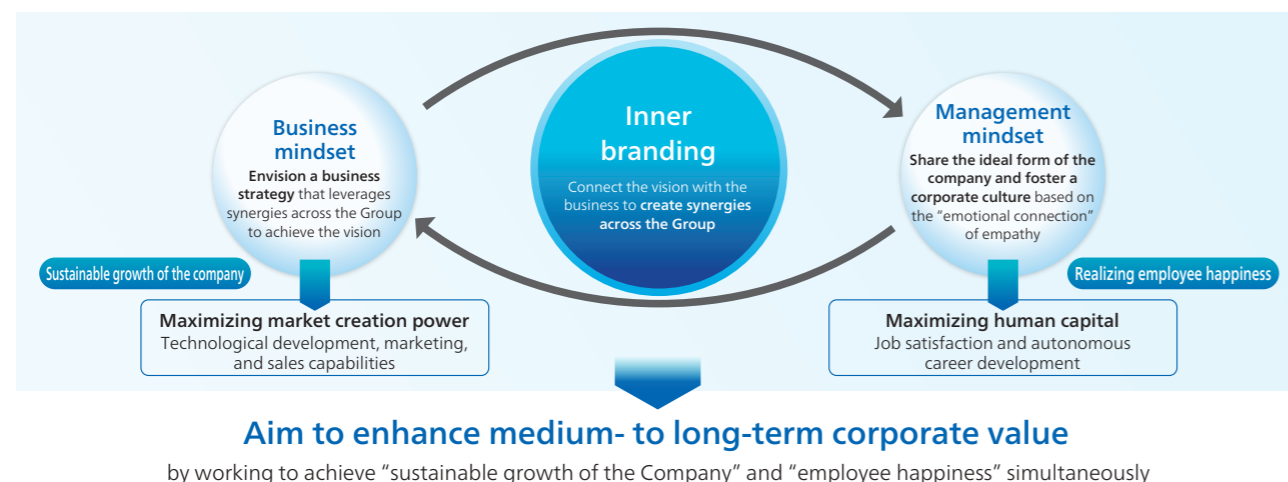 Business
mindset
Envision a business
strategy that leverages
synergies across the Group
to achieve the vision
Sustainable growth of the company
Maximizing market creation power
Technological development, marketing,
and sales capabilities
Inner
branding
Connect the vision with the
business to create synergies
across the Group
Management
mindset
Share the ideal form of the
company and foster a
corporate culture based on
the “emotional connection”
of empathy
Realizing employee happiness
Maximizing human capital
Job satisfaction and autonomous
career development
Aim to enhance medium- to long-term corporate value
by working to achieve “sustainable growth of the Company” and “employee happiness” simultaneously